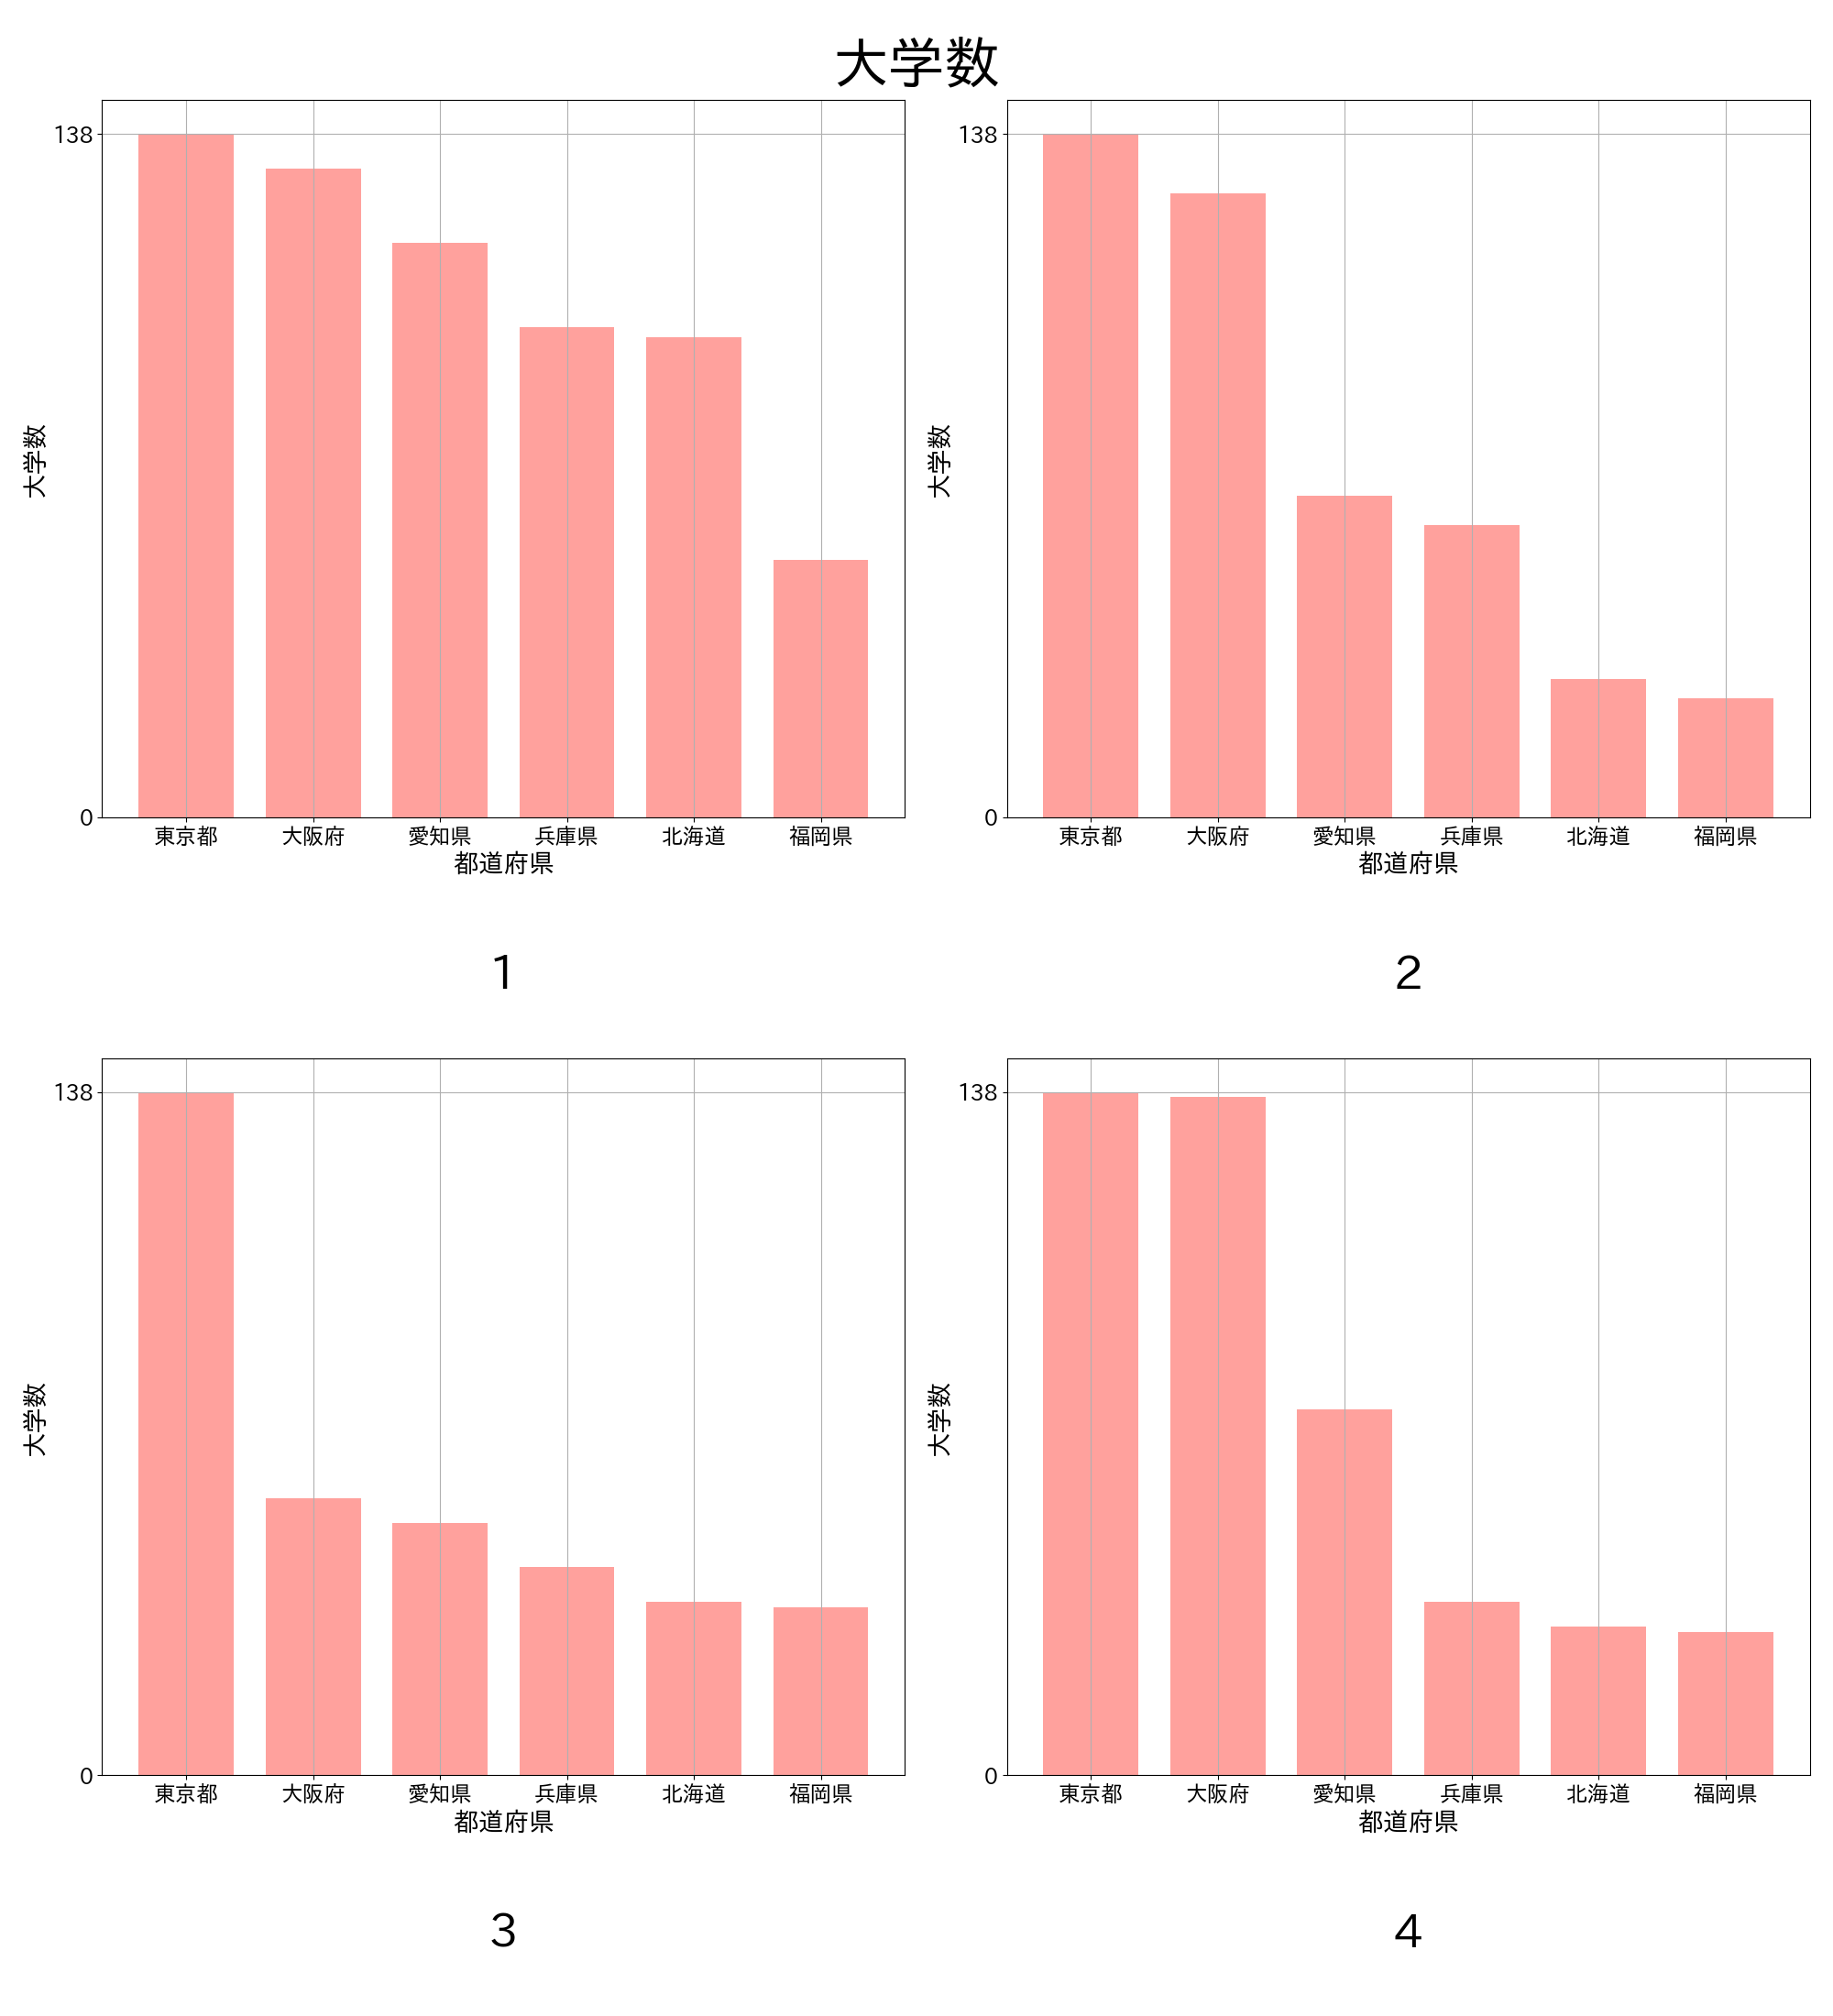 大学数
138
0
大学数
東京都 大阪府 愛知県 兵庫県 北海道 福岡県
都道府県
1
138
0
大学数
東京都 大阪府 愛知県 兵庫県 北海道 福岡県
都道府県
2
138
0
大学数
東京都 大阪府 愛知県 兵庫県 北海道 福岡県
都道府県
3
138
0
大学数
東京都 大阪府 愛知県 兵庫県 北海道 福岡県
都道府県
4